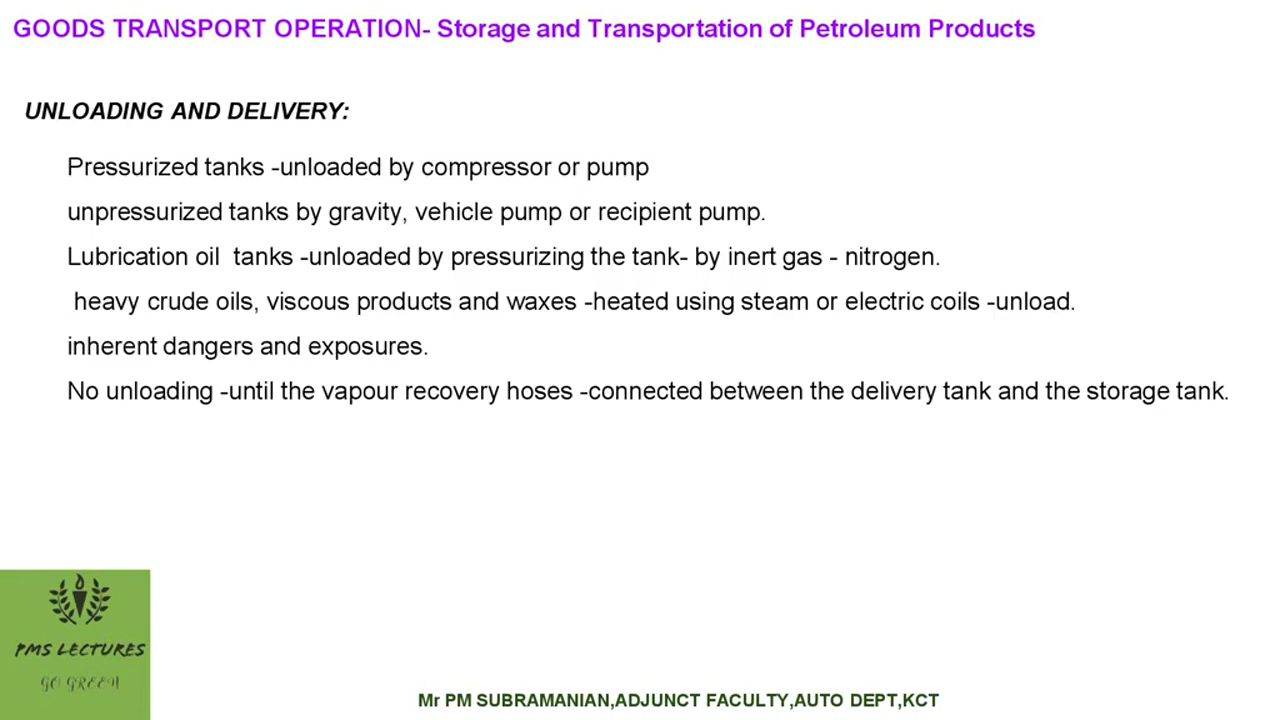 GOODS TRANSPORT OPERATION- Storage and Transportation of Petroleum Products
UNLOADING AND DELIVERY:
Pressurized tanks -unloaded by compressor or pump
unpressurized tanks by gravity, vehicle pump or recipient pump.
Lubrication oil  tanks -unloaded by pressurizing the tank- by inert gas - nitrogen.
heavy crude oils, viscous products and waxes -heated using steam or electric coils -unload.
inherent dangers and exposures.
No unloading -until the vapour recovery hoses -connected between the delivery tank and the storage tank.
PMS LECTURES
GO GREEN
Mr PM SUBRAMANIAN,ADJUNCT FACULTY,AUTO DEPT,KCT